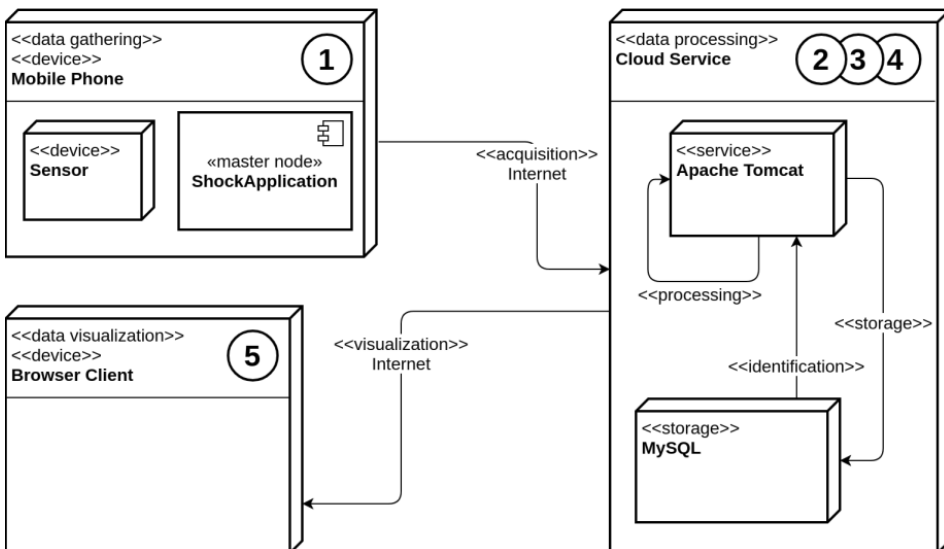 <<data gathering>>
<<device>>
Mobile Phone
1
<<device>>
Sensor
«master node»
ShockApplication
<<acquisition>>
Internet
<<data processing>>
Cloud Service
2
3
4
<<service>>
Apache Tomcat
<<processing>>
<<storage>>
<<identification>>
<<storage>>
MySQL
<<data visualization>>
<<device>>
Browser Client
5
<<visualization>>
Internet